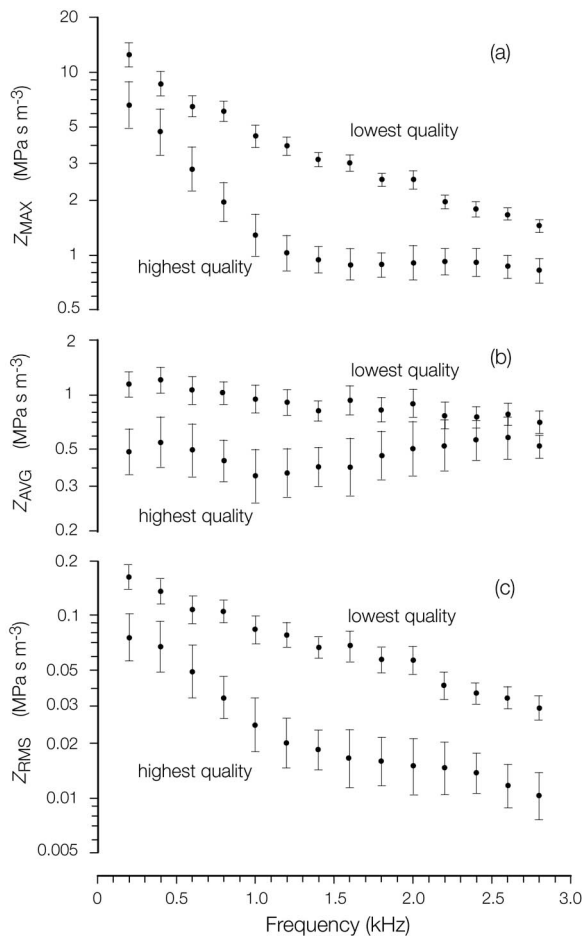 20
(a)
10
Z_MAX (MPa s m⁻³)
5
lowest quality
3
2
highest quality
1
0.5
2
(b)
lowest quality
1
Z_AVG (MPa s m⁻³)
0.5
0.3
highest quality
0.2
0.2
(c)
0.1
lowest quality
Z_RMS (MPa s m⁻³)
0.05
0.03
0.02
highest quality
0.01
0.005
0 0.5 1.0 1.5 2.0 2.5 3.0
Frequency (kHz)